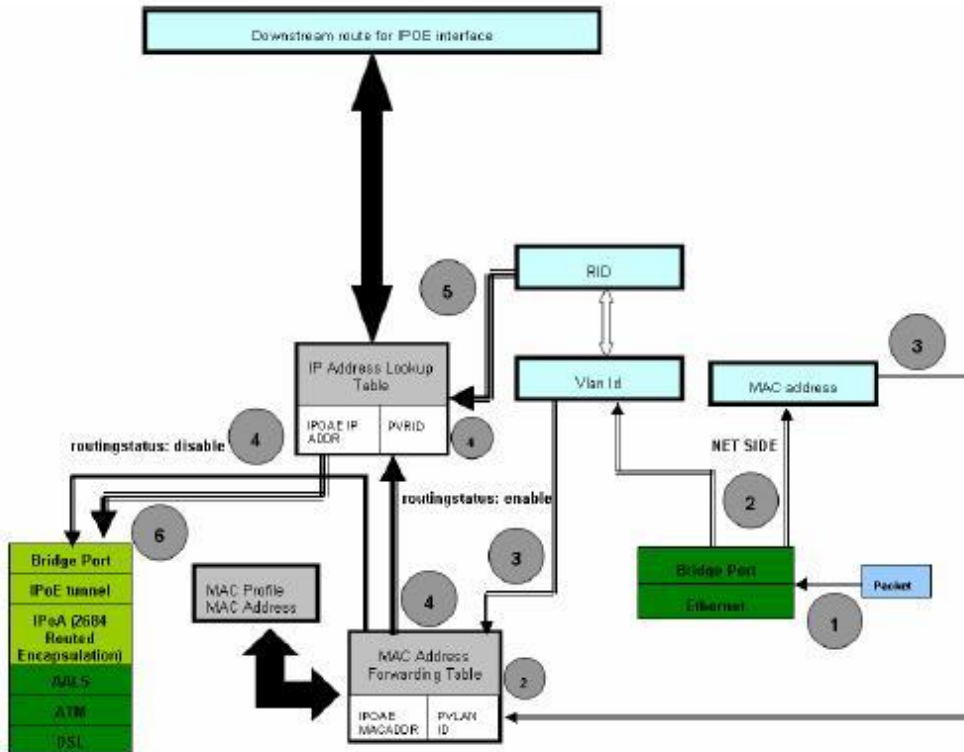 Downstream route for IPOE interface
5
RID
3
IP Address Lookup
Table
Vlan Id
MAC address
IPOAE IP
ADDR
PVRID
4
4
routingstatus: disable
NET SIDE
routingstatus: enable
2
6
3
Bridge Port
IPoE tunnel
IPoA (2684
Routed
Encapsulation)
AAL5
ATM
DSL
MAC Profile
MAC Address
4
Bridge Port
Ethernet
Packet
1
MAC Address
Forwarding Table
2
IPOAE
MACADDR
PVLAN
ID